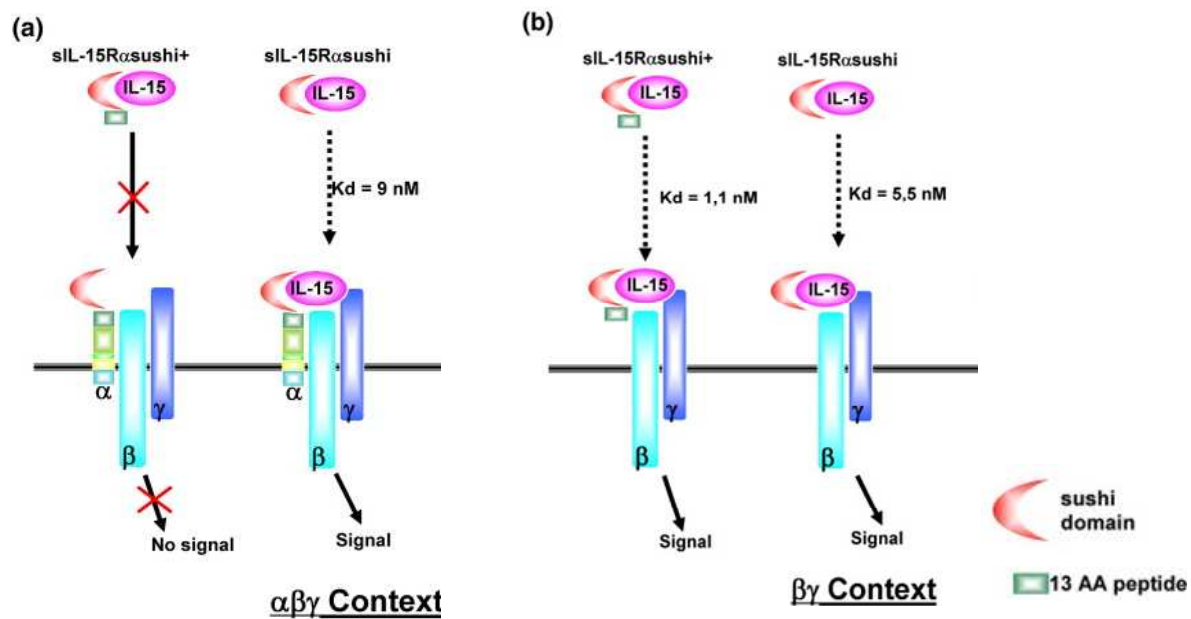 (a)
sIL-15Rαsushi+
sIL-15Rαsushi
IL-15
IL-15
Kd = 9 nM
IL-15
α
α
γ
γ
β
β
No signal
Signal
αβγ Context
(b)
sIL-15Rαsushi+
sIL-15Rαsushi
IL-15
IL-15
Kd = 1,1 nM
Kd = 5,5 nM
IL-15
IL-15
γ
γ
β
β
Signal
Signal
βγ Context
sushi
domain
13 AA peptide